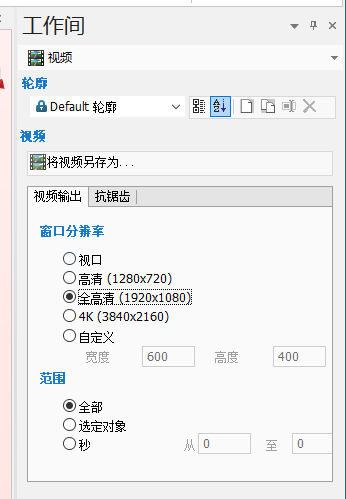 工作间
视频
轮廓
Default 轮廓
视频
将视频另存为...
视频输出 抗锯齿
窗口分辨率
视口
高清 (1280x720)
全高清 (1920x1080)
4K (3840x2160)
自定义
宽度 600 高度 400
范围
全部
选定对象
秒 从 0 至 0